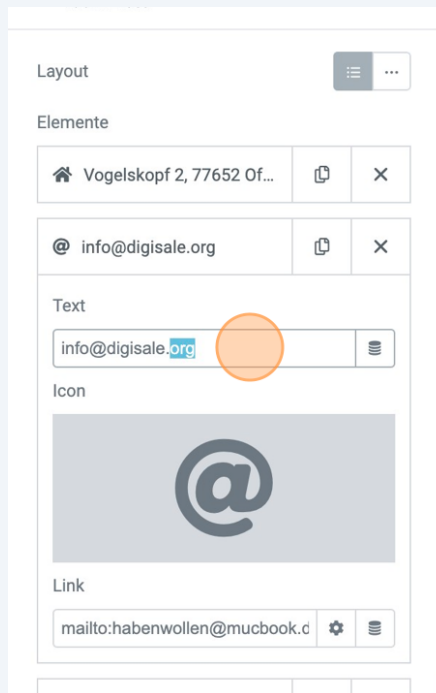 Layout
Elemente
Vogelskopf 2, 77652 Of...
info@digisale.org
Text
info@digisale.org
Icon
@
Link
mailto:habenwollen@mucbook.d